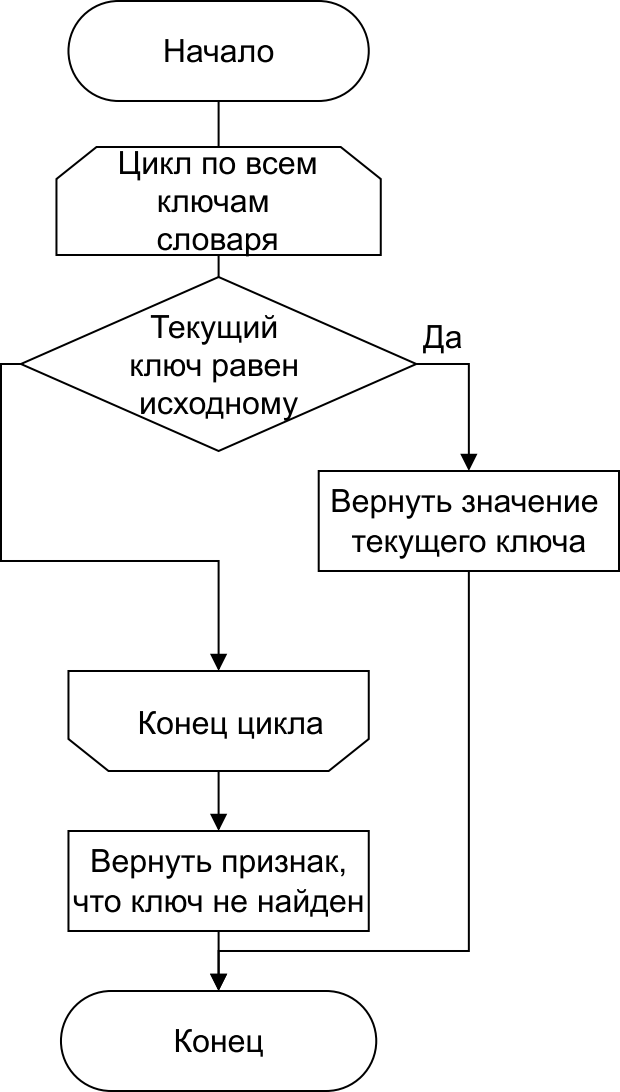 Начало
Цикл по всем
ключам
словаря
Текущий
ключ равен
исходному
Да
Вернуть значение
текущего ключа
Конец цикла
Вернуть признак,
что ключ не найден
Конец